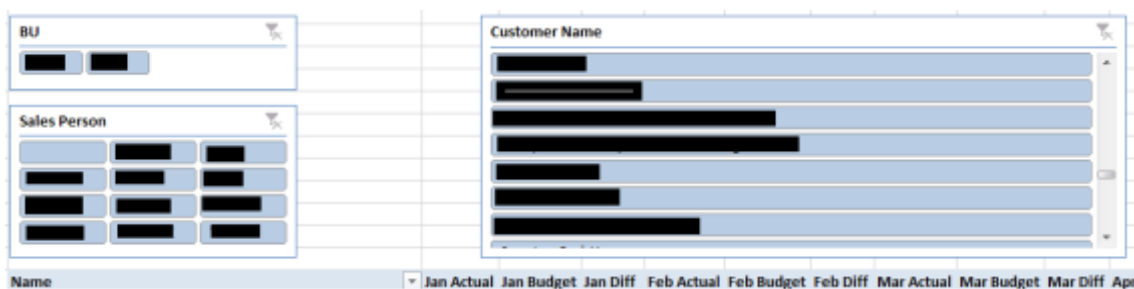 BU
Customer Name
Sales Person
Name Jan Actual Jan Budget Jan Diff Feb Actual Feb Budget Feb Diff Mar Actual Mar Budget Mar Diff Apr